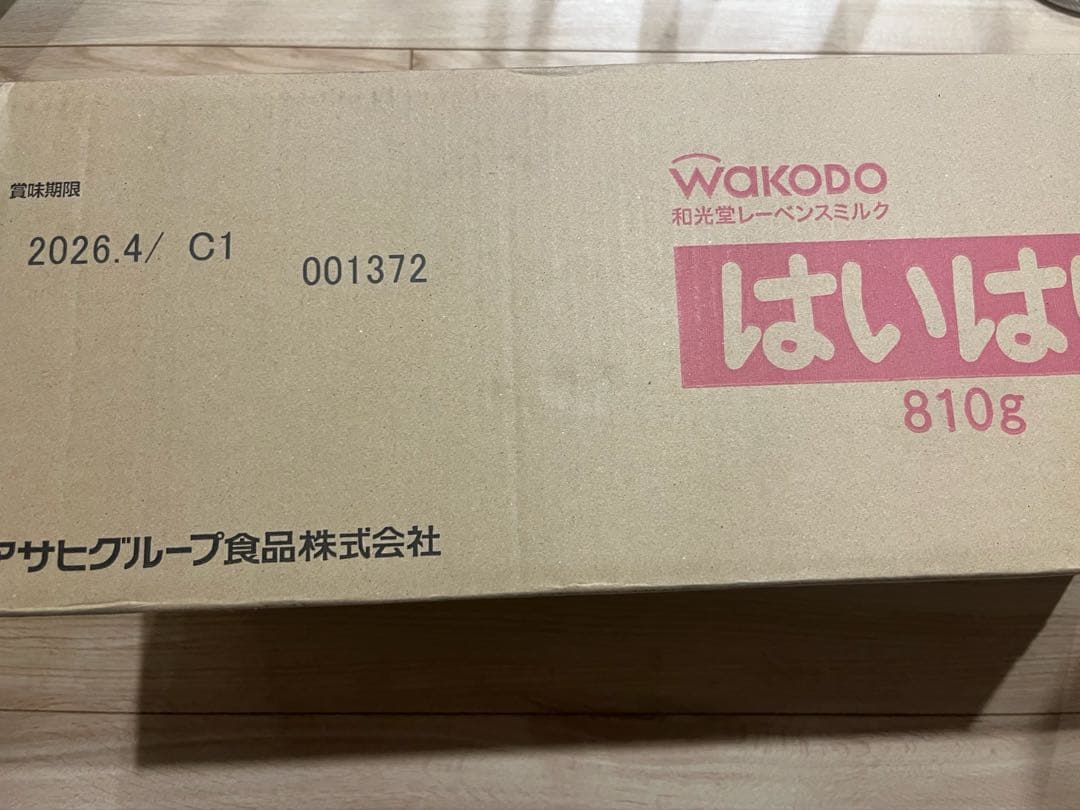 賞味期限
2026.4/ C1
001372
WAKODO
和光堂レーベンスミルク
はいは
810g
アサヒグループ食品株式会社